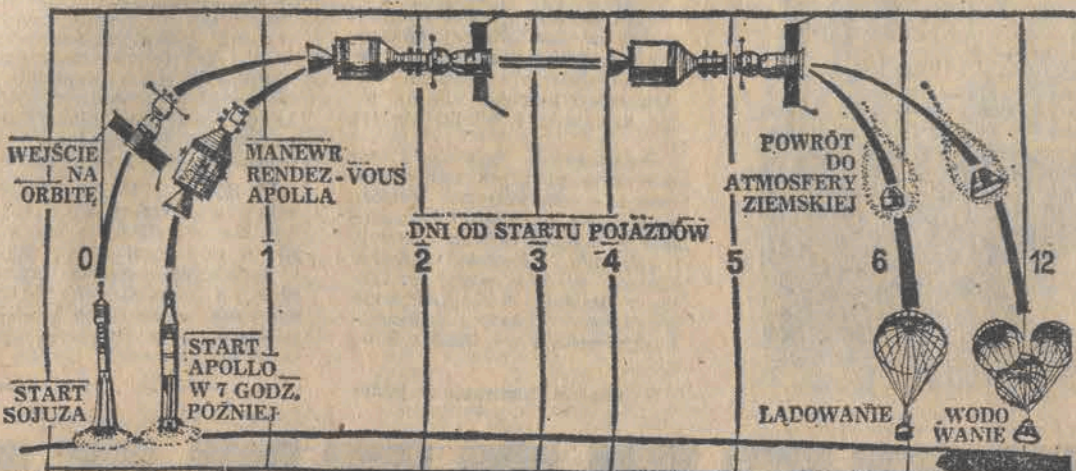 WEJŚCIE
NA
ORBITĘ
MANEWR
RENDEZ-VOUS
APOLLA
POWRÓT
DO
ATMOSFERY
ZIEMSKIEJ
DNI OD STARTU POJAZDÓW
0 1 2 3 4 5 6 12
START
SOJUZA
START
APOLLO
W 7 GODZ.
PÓŹNIEJ
LĄDOWANIE
WODO
WANIE